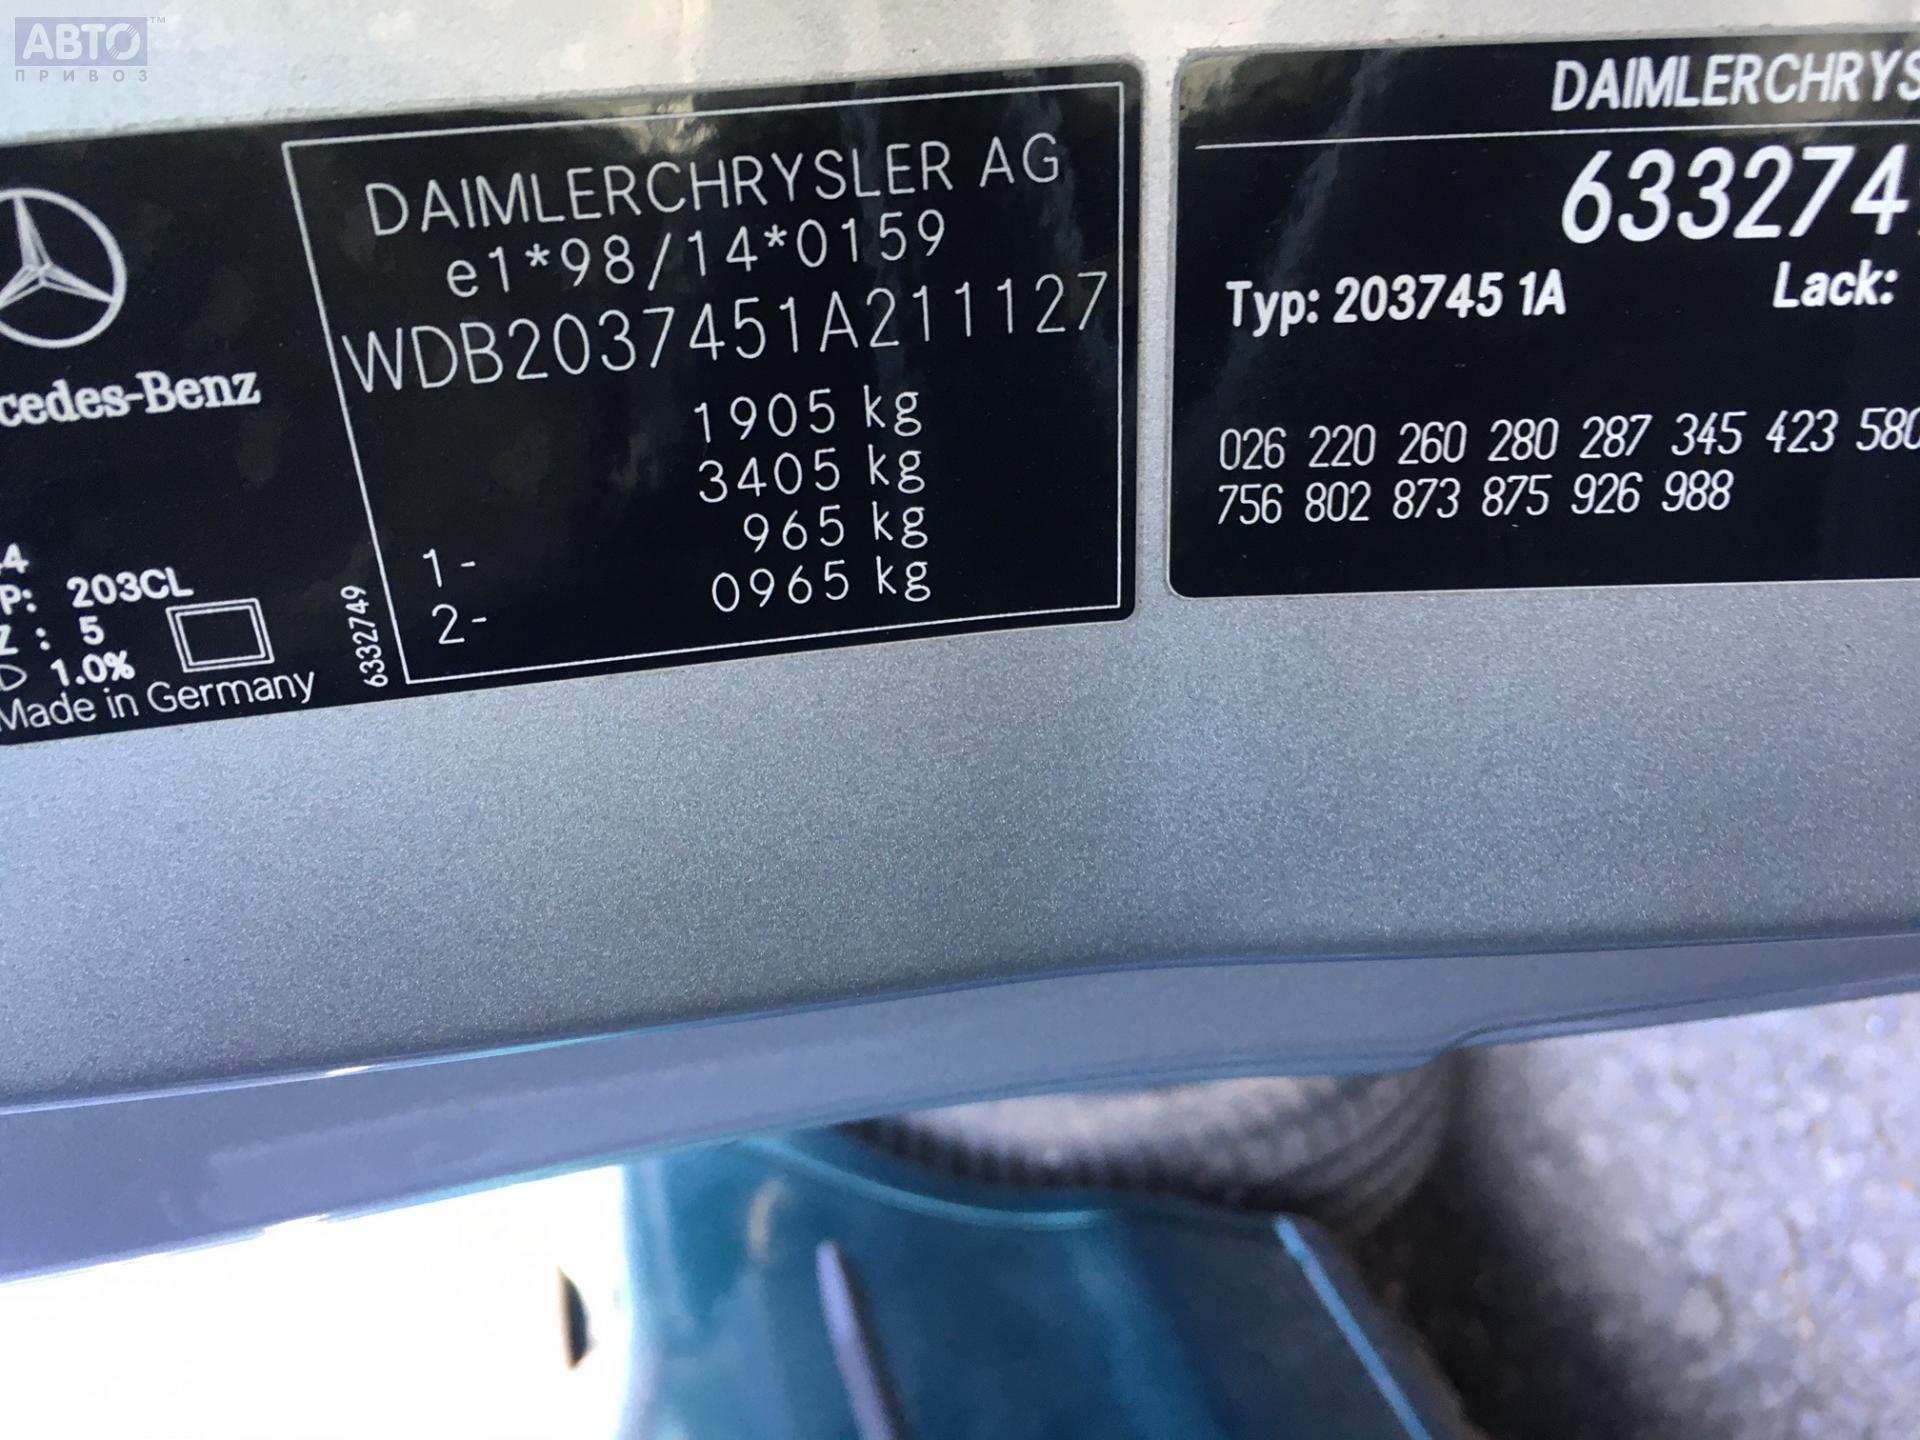 АВТО™
ПРИВОЗ
cedes-Benz
4
P: 203CL
Z: 5
D 1.0%
Made in Germany
6332749
DAIMLERCHRYSLER AG
e1*98/14*0159
WDB2037451A211127
1905 kg
3405 kg
1- 965 kg
2- 0965 kg
DAIMLERCHRYS
633274
Typ: 203745 1A Lack:
026 220 260 280 287 345 423 580
756 802 873 875 926 988